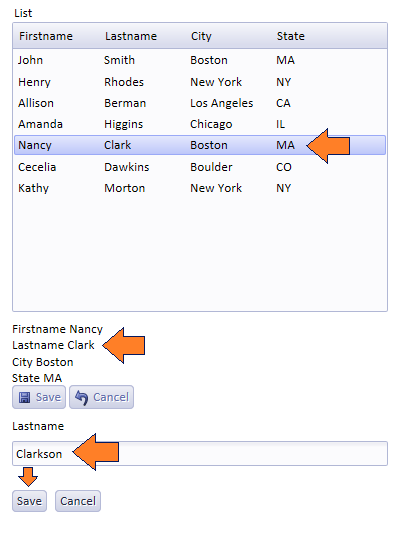 List
Firstname Lastname City State
John Smith Boston MA
Henry Rhodes New York NY
Allison Berman Los Angeles CA
Amanda Higgins Chicago IL
Nancy Clark Boston MA
Cecelia Dawkins Boulder CO
Kathy Morton New York NY
Firstname Nancy
Lastname Clark
City Boston
State MA
Save Cancel
Lastname
Clarkson
Save Cancel